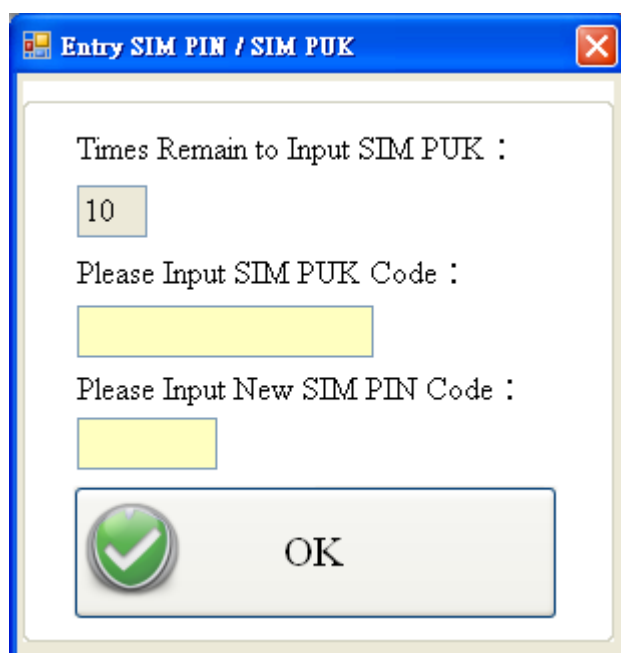 Entry SIM PIN / SIM PUK
Times Remain to Input SIM PUK：
10
Please Input SIM PUK Code：
Please Input New SIM PIN Code：
OK